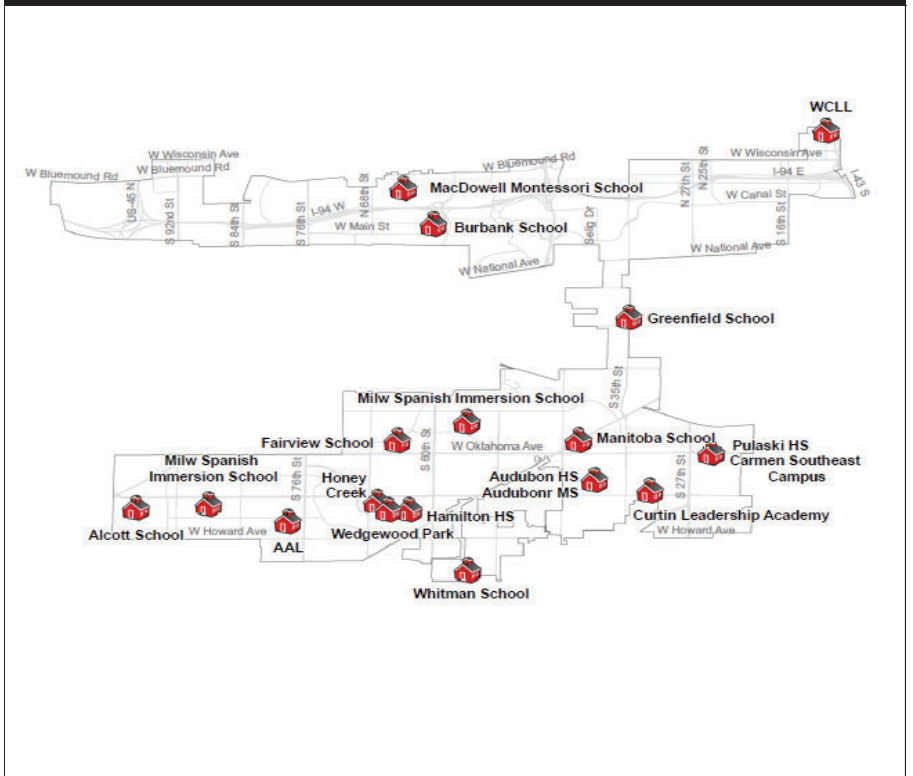 WCLL
W Wisconsin Ave
W Wisconsin Ave
W Bluemound Rd
W Bluemound Rd
W Bluemound Rd
I-94 E
I-43 S
N 25th St
N 27th St
N 68th St
MacDowell Montessori School
W Canal St
US-45 N
S 92nd St
S 84th St
S 76th St
I-94 W
W Main St
Burbank School
Selig Dr
S 16th St
W National Ave
W National Ave
Greenfield School
S 35th St
Milw Spanish Immersion School
Fairview School
S 60th St
W Oklahoma Ave
Manitoba School
Pulaski HS
Carmen Southeast
Campus
Milw Spanish
Immersion School
S 76th St
Honey
Creek
Audubon HS
Audubonr MS
S 27th St
Alcott School
W Howard Ave
AAL
Wedgewood Park
Hamilton HS
Curtin Leadership Academy
W Howard Ave
Whitman School